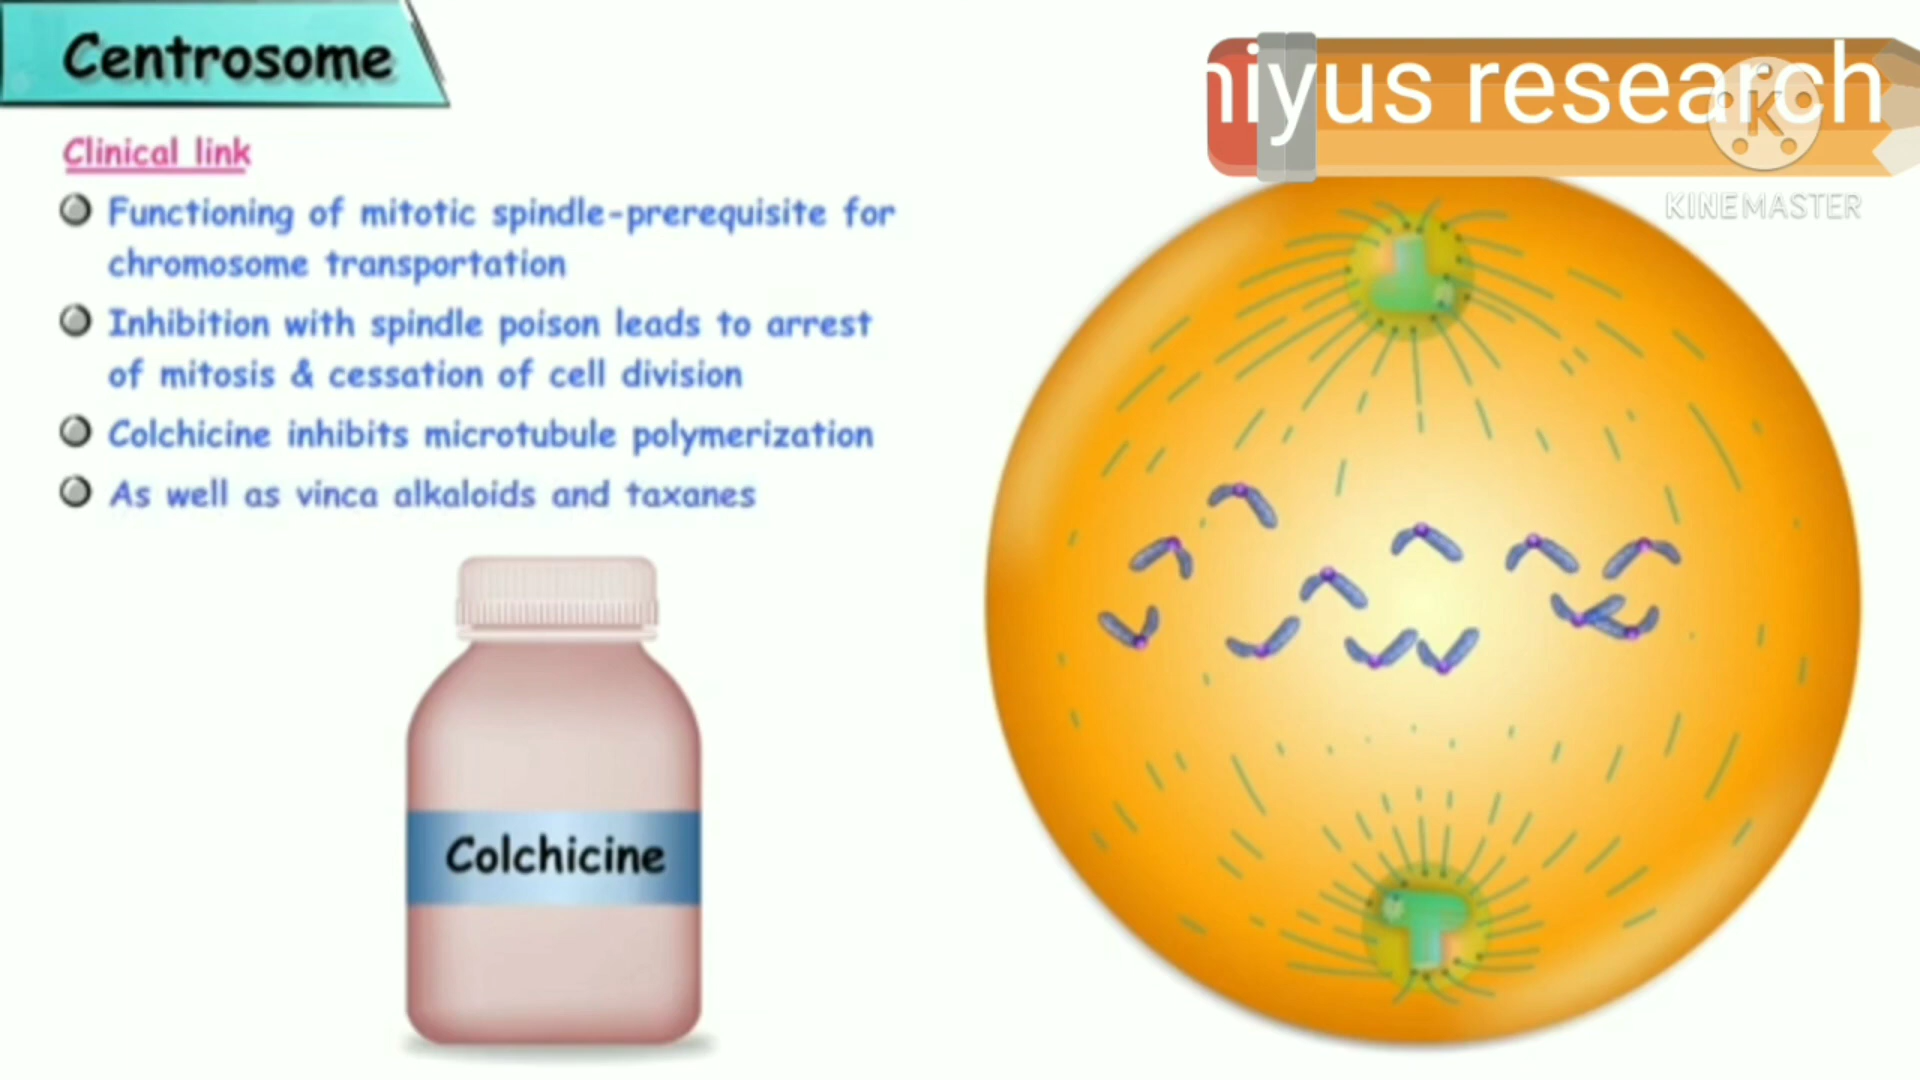 Centrosome
niyus research
K
KINEMASTER
Clinical link
Functioning of mitotic spindle-prerequisite for
chromosome transportation
Inhibition with spindle poison leads to arrest
of mitosis & cessation of cell division
Colchicine inhibits microtubule polymerization
As well as vinca alkaloids and taxanes
Colchicine